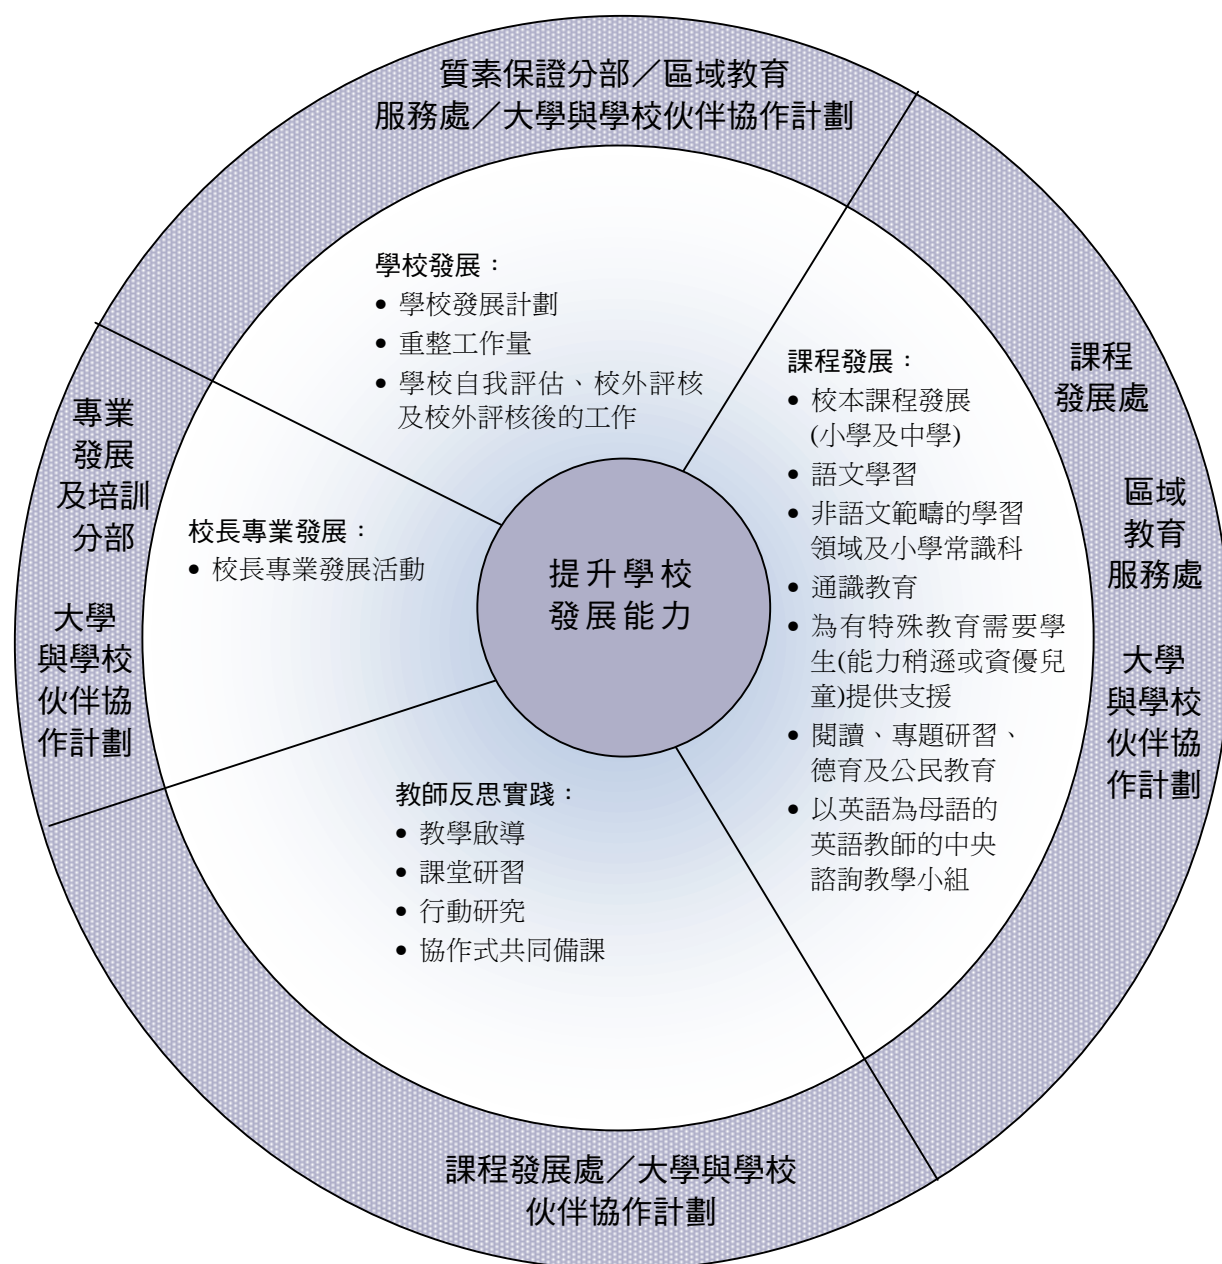 質素保證分部／區域教育
服務處／大學與學校伙伴協作計劃
學校發展：
• 學校發展計劃
• 重整工作量
• 學校自我評估、校外評核
及校外評核後的工作
課程發展：
• 校本課程發展
(小學及中學)
• 語文學習
• 非語文範疇的學習
領域及小學常識科
• 通識教育
• 為有特殊教育需要學
生(能力稍遜或資優兒
童)提供支援
• 閱讀、專題研習、
德育及公民教育
• 以英語為母語的
英語教師的中央
諮詢教學小組
課程
發展處
區域
教育
服務處
大學
與學校
伙伴協
作計劃
專業
發展
及培訓
分部
大學
與學校
伙伴協
作計劃
校長專業發展：
• 校長專業發展活動
提升學校
發展能力
教師反思實踐：
• 教學啟導
• 課堂研習
• 行動研究
• 協作式共同備課
課程發展處／大學與學校
伙伴協作計劃